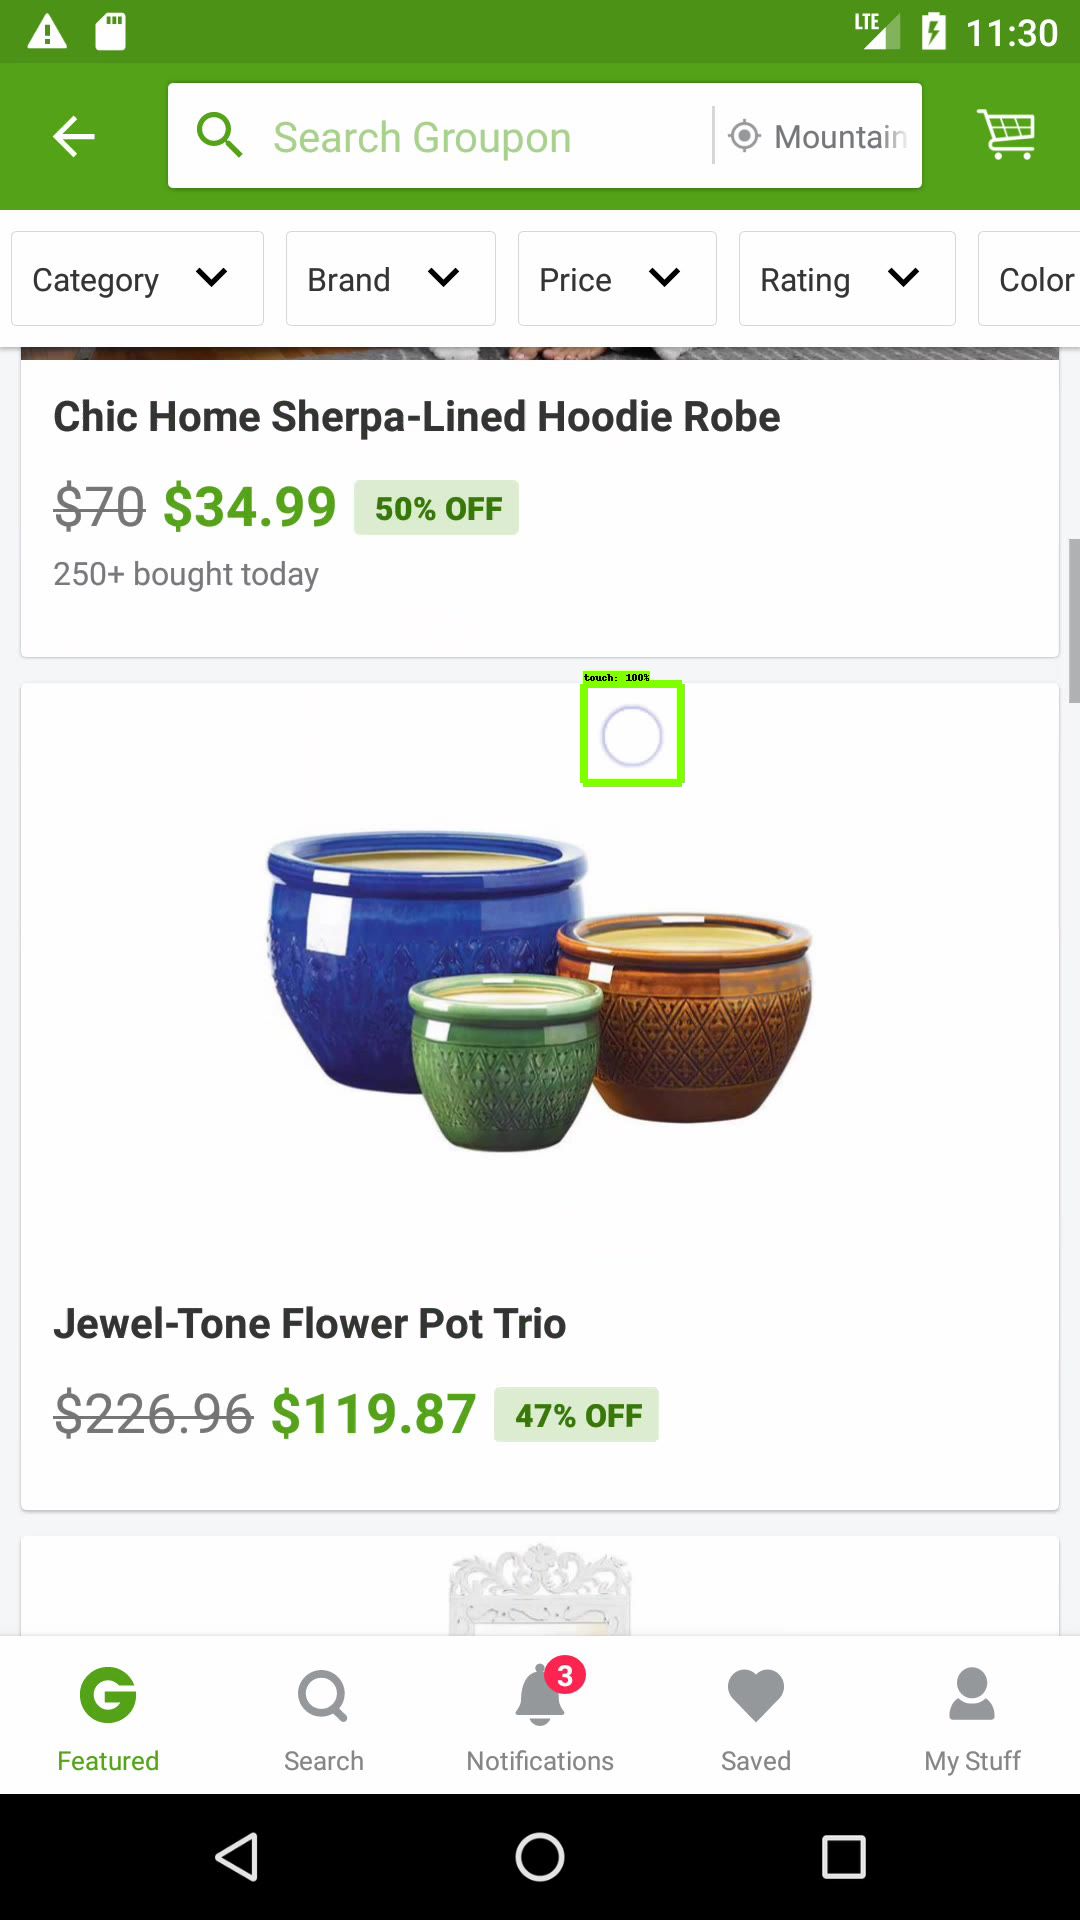 LTE 11:30
Search Groupon Mountain
Category Brand Price Rating Color
Chic Home Sherpa-Lined Hoodie Robe
$70 $34.99 50% OFF
250+ bought today
touch: 100%
Jewel-Tone Flower Pot Trio
$226.96 $119.87 47% OFF
3
Featured Search Notifications Saved My Stuff